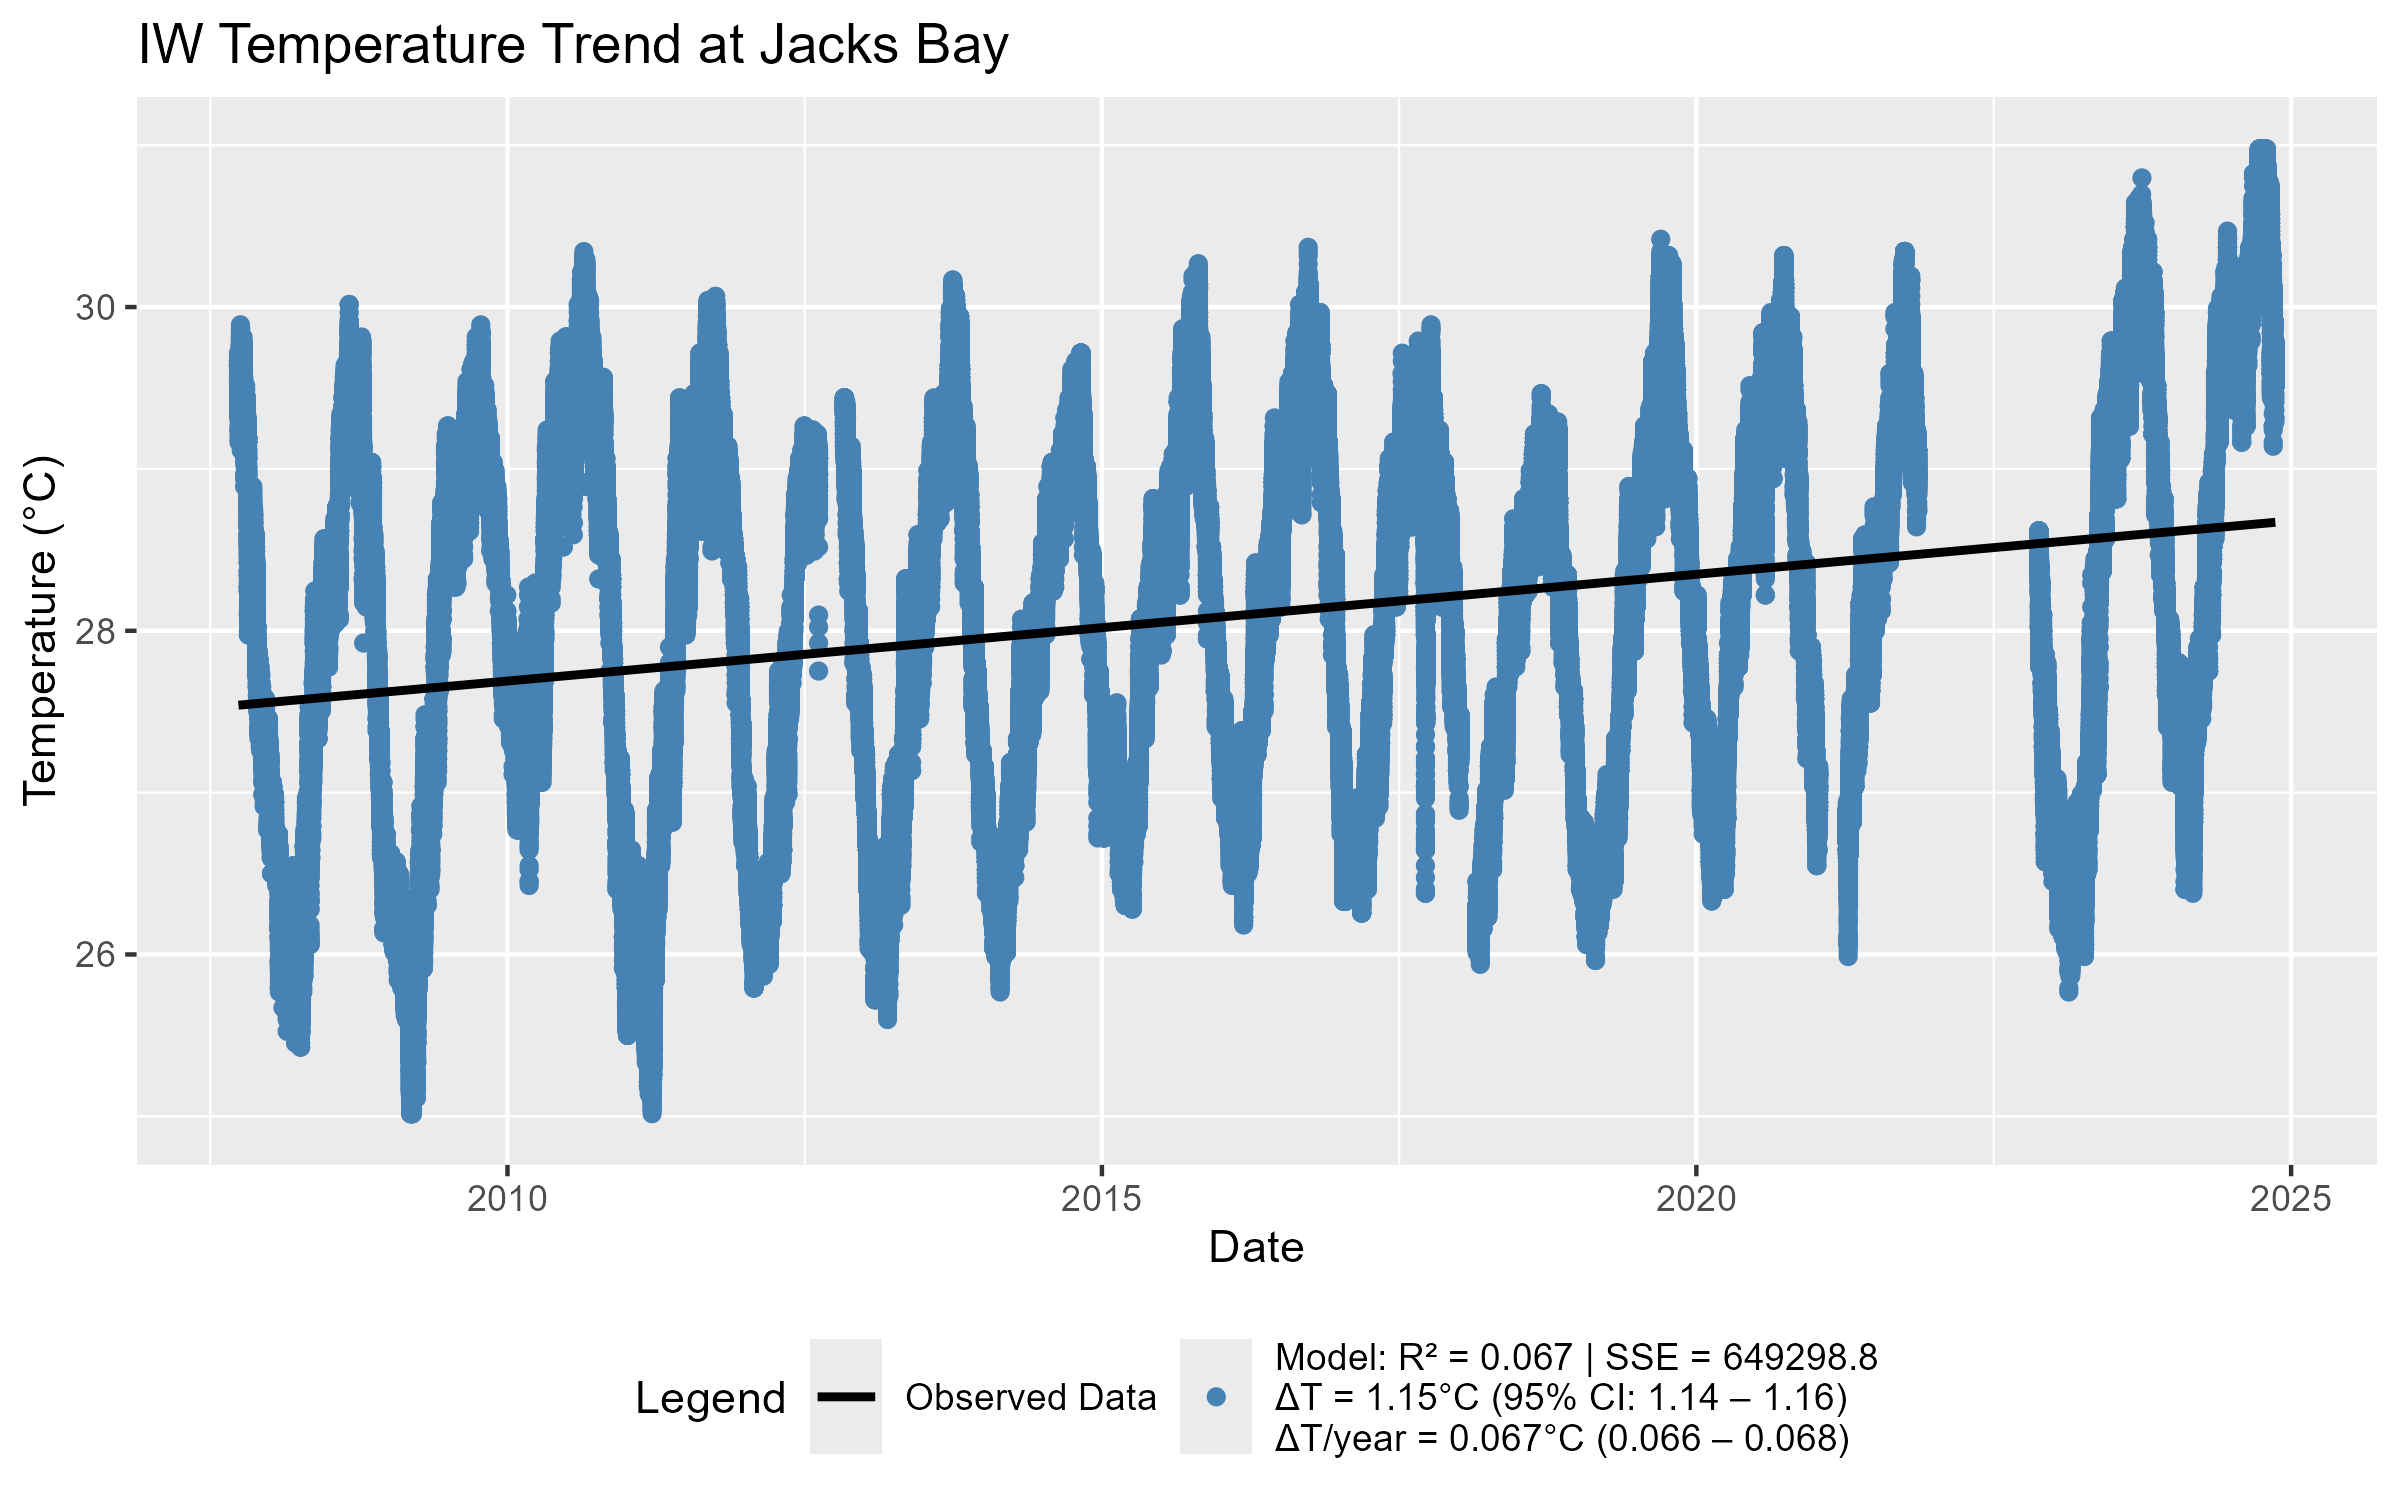 IW Temperature Trend at Jacks Bay
Temperature (°C)
30
28
26
2010
2015
2020
2025
Date
Legend
Observed Data
Model: R² = 0.067 | SSE = 649298.8
ΔT = 1.15°C (95% CI: 1.14 – 1.16)
ΔT/year = 0.067°C (0.066 – 0.068)